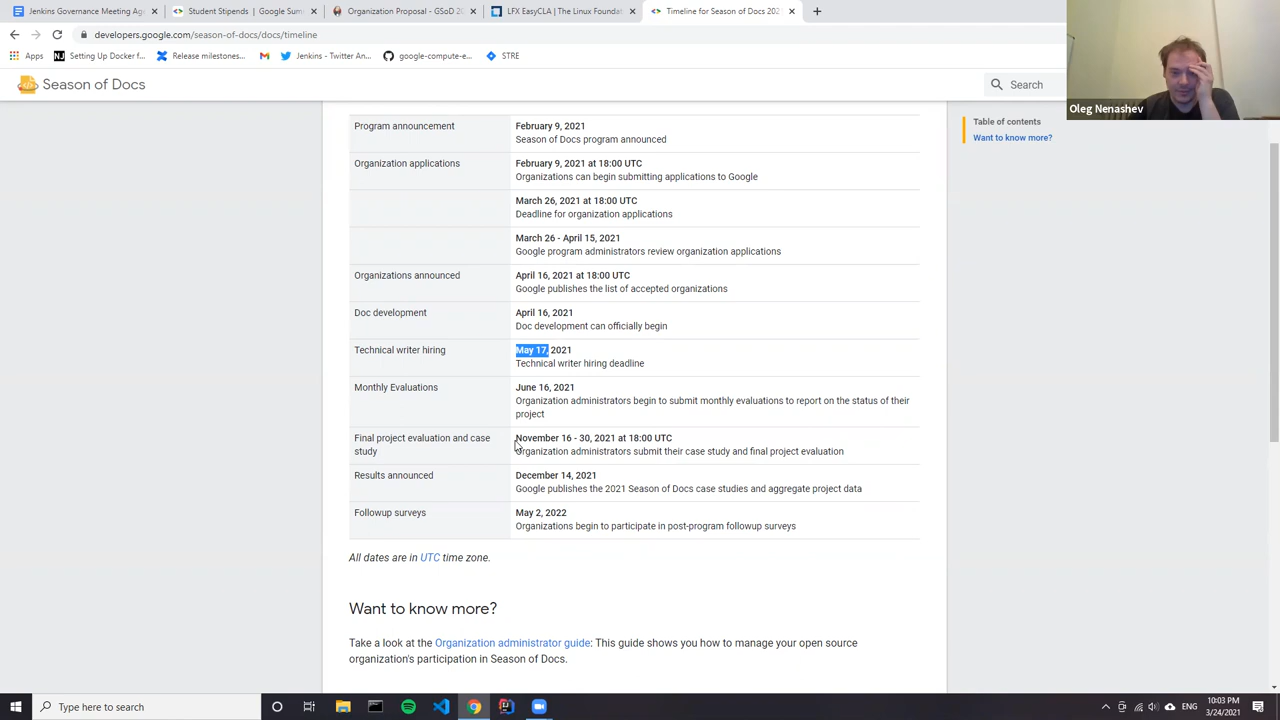 Jenkins Governance Meeting Ag
Student Stipends | Google Sum
Organization Proposal - GSoD 20
LFX EasyCLA | The Linux Foundat
Timeline for Season of Docs 202
developers.google.com/season-of-docs/docs/timeline
Apps
Setting Up Docker f...
Release milestones...
Jenkins - Twitter An...
google-compute-e...
STRE
Season of Docs
Search
Oleg Nenashev
Table of contents
Want to know more?
Program announcement
February 9, 2021
Season of Docs program announced
Organization applications
February 9, 2021 at 18:00 UTC
Organizations can begin submitting applications to Google
March 26, 2021 at 18:00 UTC
Deadline for organization applications
March 26 - April 15, 2021
Google program administrators review organization applications
Organizations announced
April 16, 2021 at 18:00 UTC
Google publishes the list of accepted organizations
Doc development
April 16, 2021
Doc development can officially begin
Technical writer hiring
May 17, 2021
Technical writer hiring deadline
Monthly Evaluations
June 16, 2021
Organization administrators begin to submit monthly evaluations to report on the status of their
project
Final project evaluation and case
study
November 16 - 30, 2021 at 18:00 UTC
Organization administrators submit their case study and final project evaluation
Results announced
December 14, 2021
Google publishes the 2021 Season of Docs case studies and aggregate project data
Followup surveys
May 2, 2022
Organizations begin to participate in post-program followup surveys
All dates are in UTC time zone.
Want to know more?
Take a look at the Organization administrator guide: This guide shows you how to manage your open source
organization's participation in Season of Docs.
Type here to search
ENG
10:03 PM
3/24/2021